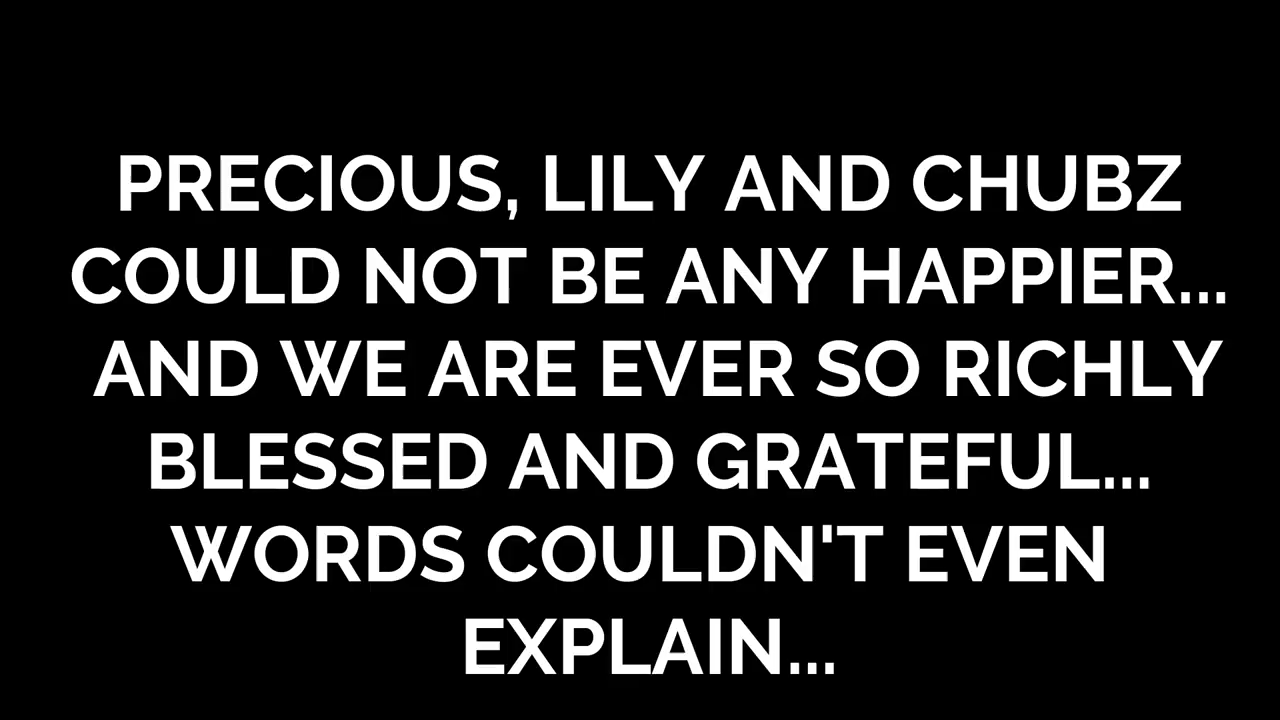 PRECIOUS, LILY AND CHUBZ
COULD NOT BE ANY HAPPIER...
AND WE ARE EVER SO RICHLY
BLESSED AND GRATEFUL...
WORDS COULDN'T EVEN
EXPLAIN...